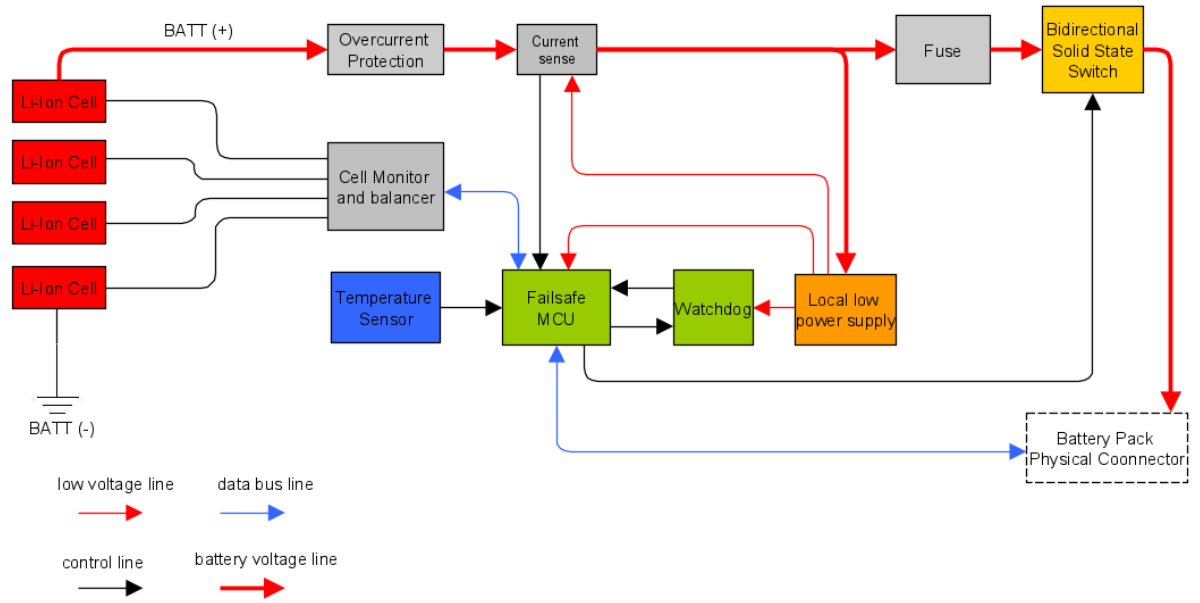 BATT (+)
Overcurrent
Protection
Current
sense
Fuse
Bidirectional
Solid State
Switch
Li-Ion Cell
Li-Ion Cell
Li-Ion Cell
Li-Ion Cell
Cell Monitor
and balancer
Temperature
Sensor
Failsafe
MCU
Watchdog
Local low
power supply
BATT (-)
Battery Pack
Physical Coonnector
low voltage line
data bus line
control line
battery voltage line